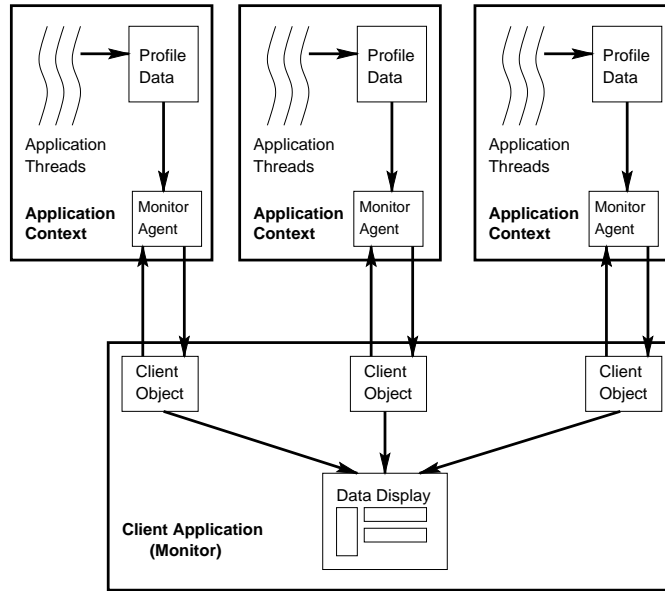 Profile
Data
Application
Threads
Application
Context
Monitor
Agent
Profile
Data
Application
Threads
Application
Context
Monitor
Agent
Profile
Data
Application
Threads
Application
Context
Monitor
Agent
Client
Object
Client
Object
Client
Object
Data Display
Client Application
(Monitor)